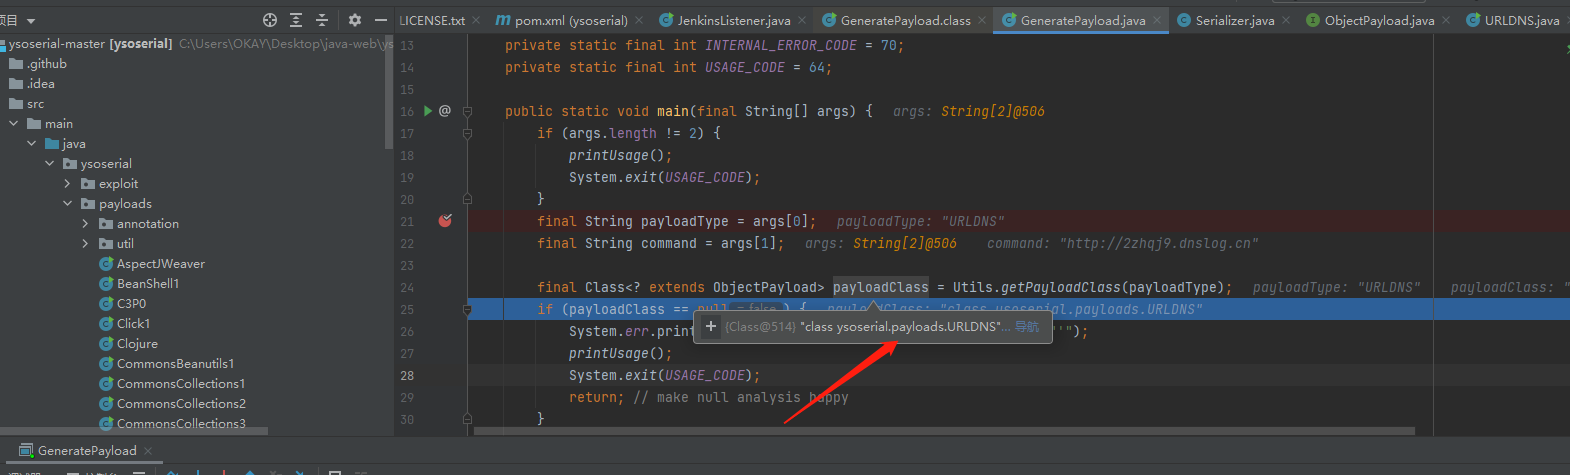 项目
LICENSE.txt
pom.xml (ysoserial)
JenkinsListener.java
GeneratePayload.class
GeneratePayload.java
Serializer.java
ObjectPayload.java
URLDNS.java
ysoserial-master [ysoserial] C:\Users\OKAY\Desktop\java-web\ys
.github
.idea
src
main
java
ysoserial
exploit
payloads
annotation
util
AspectJWeaver
BeanShell1
C3P0
Click1
Clojure
CommonsBeanutils1
CommonsCollections1
CommonsCollections2
CommonsCollections3
13 private static final int INTERNAL_ERROR_CODE = 70;
14 private static final int USAGE_CODE = 64;
15
16 @ public static void main(final String[] args) { args: String[2]@506
17 if (args.length != 2) {
18 printUsage();
19 System.exit(USAGE_CODE);
20 }
21 final String payloadType = args[0]; payloadType: "URLDNS"
22 final String command = args[1]; args: String[2]@506 command: "http://2zhqj9.dnslog.cn"
23
24 final Class<? extends ObjectPayload> payloadClass = Utils.getPayloadClass(payloadType); payloadType: "URLDNS" payloadClass: "
25 if (payloadClass == null = false ) { payloadClass: "class ysoserial.payloads.URLDNS"
+ {Class@514} "class ysoserial.payloads.URLDNS"... 导航
26 System.err.print '");
27 printUsage();
28 System.exit(USAGE_CODE);
29 return; // make null analysis happy
30 }
GeneratePayload